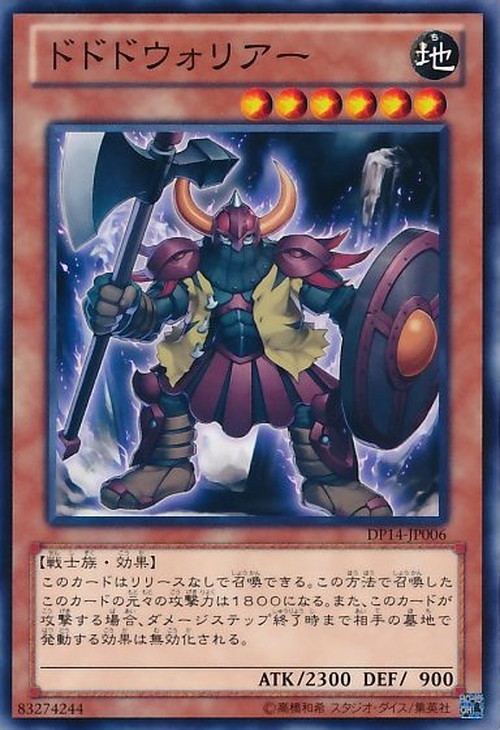 ドドドウォリアー
地
DP14-JP006
【戦士族・効果】
このカードはリリースなしで召喚できる。この方法で召喚した
このカードの元々の攻撃力は1800になる。また、このカードが
攻撃する場合、ダメージステップ終了時まで相手の墓地で
発動する効果は無効化される。
ATK/2300 DEF/ 900
83274244
©高橋和希 スタジオ・ダイス/集英社